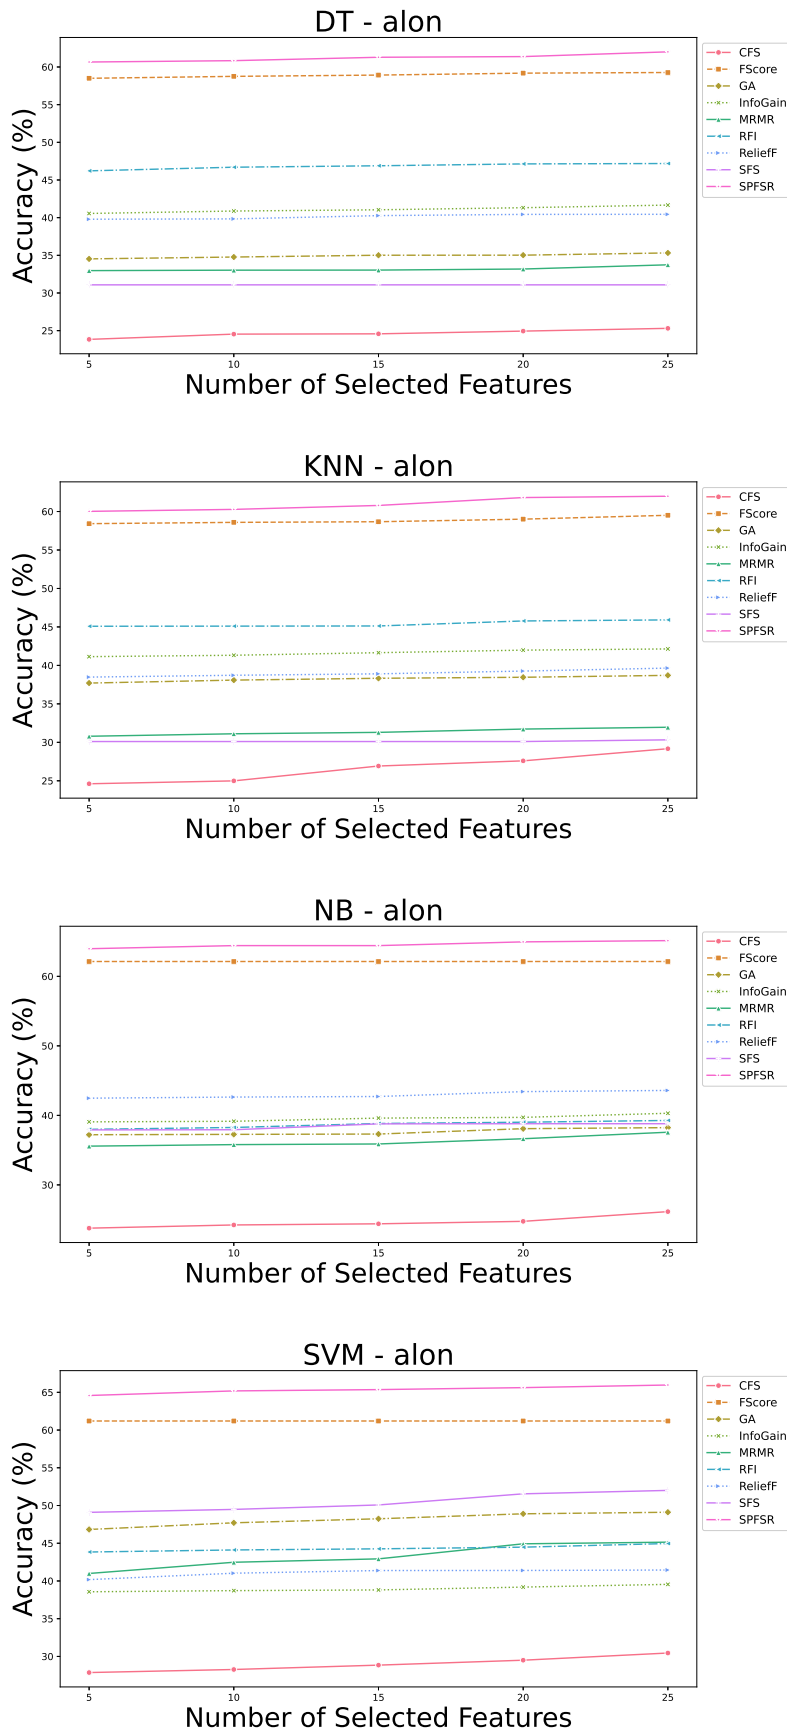 DT - alon
Accuracy (%)
60
55
50
45
40
35
30
25
5 10 15 20 25
Number of Selected Features
CFS
FScore
GA
InfoGain
MRMR
RFI
ReliefF
SFS
SPFSR
KNN - alon
Accuracy (%)
60
55
50
45
40
35
30
25
5 10 15 20 25
Number of Selected Features
CFS
FScore
GA
InfoGain
MRMR
RFI
ReliefF
SFS
SPFSR
NB - alon
Accuracy (%)
60
50
40
30
5 10 15 20 25
Number of Selected Features
CFS
FScore
GA
InfoGain
MRMR
RFI
ReliefF
SFS
SPFSR
SVM - alon
Accuracy (%)
65
60
55
50
45
40
35
30
5 10 15 20 25
Number of Selected Features
CFS
FScore
GA
InfoGain
MRMR
RFI
ReliefF
SFS
SPFSR